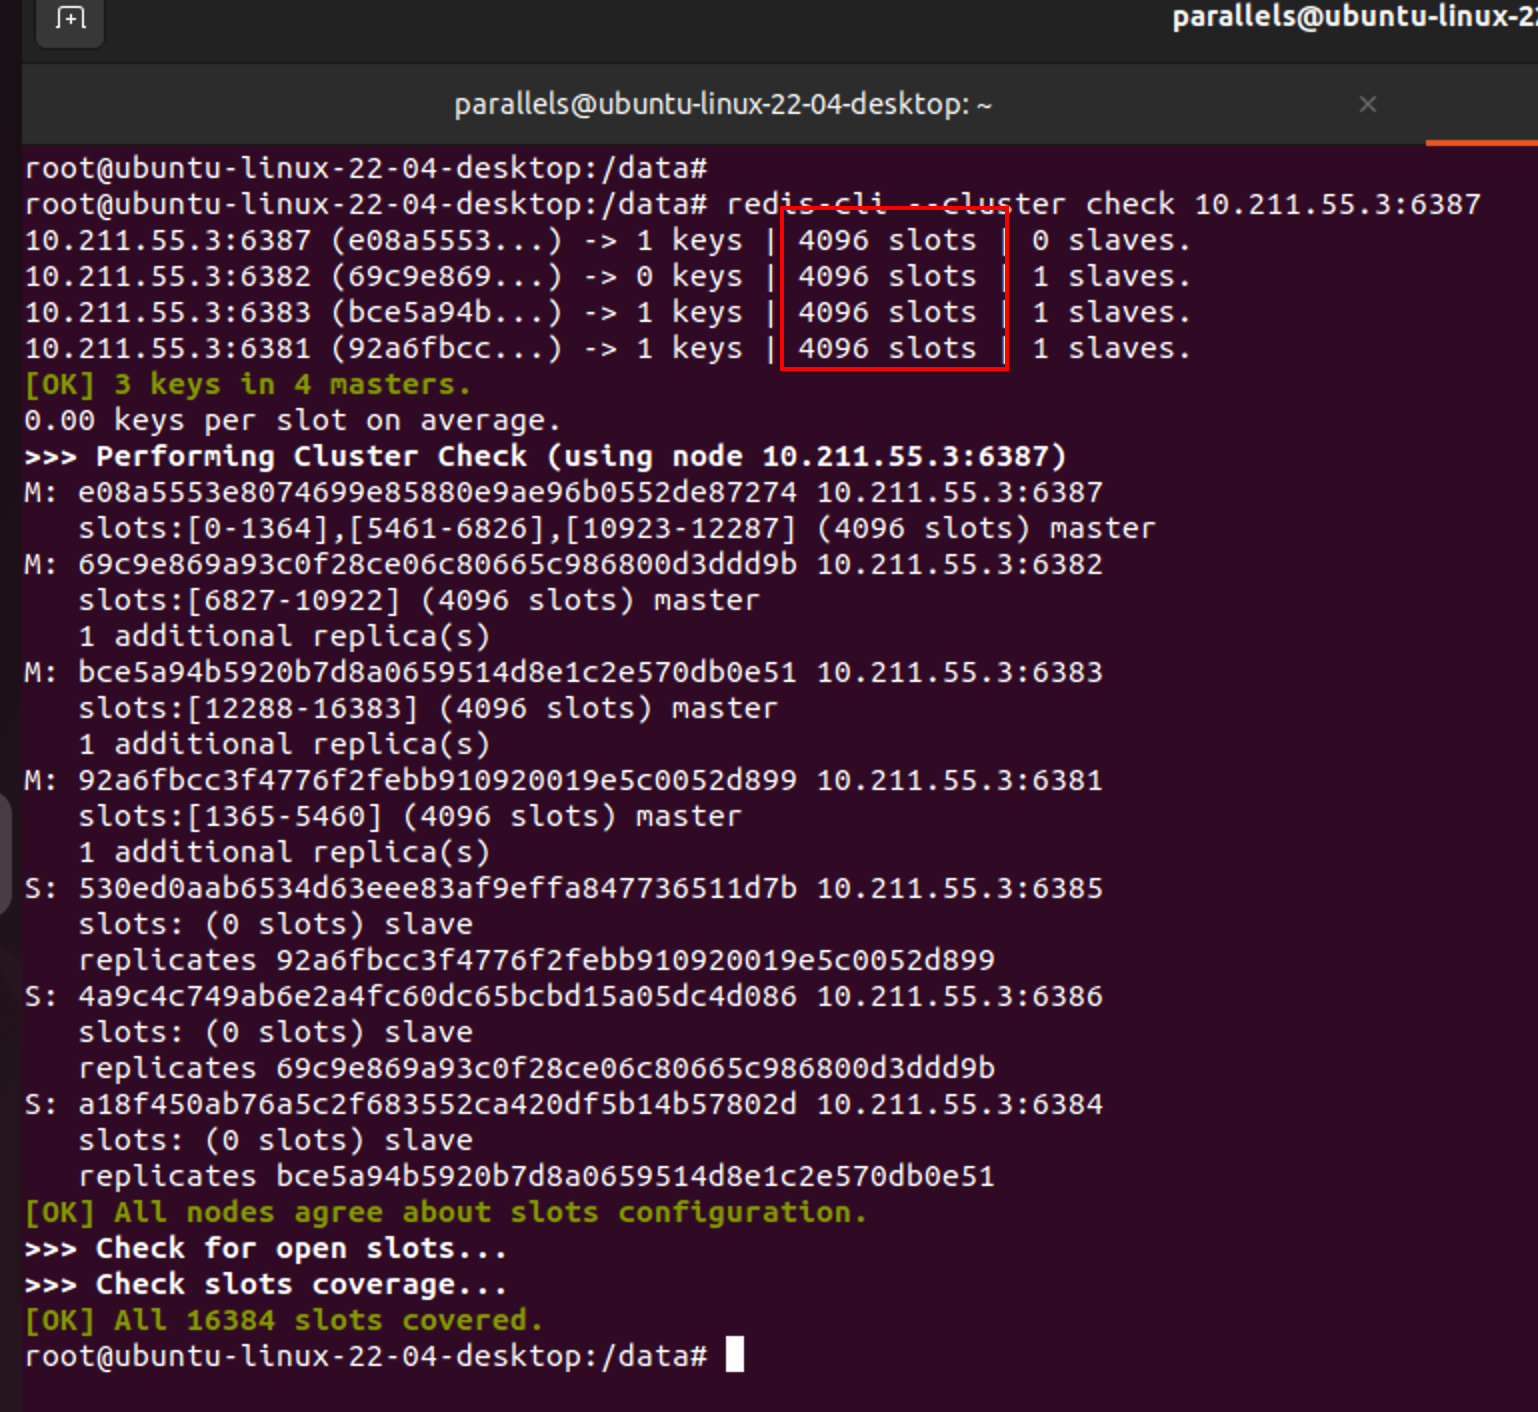 parallels@ubuntu-linux-22
parallels@ubuntu-linux-22-04-desktop: ~
root@ubuntu-linux-22-04-desktop:/data#
root@ubuntu-linux-22-04-desktop:/data# redis-cli --cluster check 10.211.55.3:6387
10.211.55.3:6387 (e08a5553...) -> 1 keys | 4096 slots | 0 slaves.
10.211.55.3:6382 (69c9e869...) -> 0 keys | 4096 slots | 1 slaves.
10.211.55.3:6383 (bce5a94b...) -> 1 keys | 4096 slots | 1 slaves.
10.211.55.3:6381 (92a6fbcc...) -> 1 keys | 4096 slots | 1 slaves.
[OK] 3 keys in 4 masters.
0.00 keys per slot on average.
>>> Performing Cluster Check (using node 10.211.55.3:6387)
M: e08a5553e8074699e85880e9ae96b0552de87274 10.211.55.3:6387
   slots:[0-1364],[5461-6826],[10923-12287] (4096 slots) master
M: 69c9e869a93c0f28ce06c80665c986800d3ddd9b 10.211.55.3:6382
   slots:[6827-10922] (4096 slots) master
   1 additional replica(s)
M: bce5a94b5920b7d8a0659514d8e1c2e570db0e51 10.211.55.3:6383
   slots:[12288-16383] (4096 slots) master
   1 additional replica(s)
M: 92a6fbcc3f4776f2febb910920019e5c0052d899 10.211.55.3:6381
   slots:[1365-5460] (4096 slots) master
   1 additional replica(s)
S: 530ed0aab6534d63eee83af9effa847736511d7b 10.211.55.3:6385
   slots: (0 slots) slave
   replicates 92a6fbcc3f4776f2febb910920019e5c0052d899
S: 4a9c4c749ab6e2a4fc60dc65bcbd15a05dc4d086 10.211.55.3:6386
   slots: (0 slots) slave
   replicates 69c9e869a93c0f28ce06c80665c986800d3ddd9b
S: a18f450ab76a5c2f683552ca420df5b14b57802d 10.211.55.3:6384
   slots: (0 slots) slave
   replicates bce5a94b5920b7d8a0659514d8e1c2e570db0e51
[OK] All nodes agree about slots configuration.
>>> Check for open slots...
>>> Check slots coverage...
[OK] All 16384 slots covered.
root@ubuntu-linux-22-04-desktop:/data#